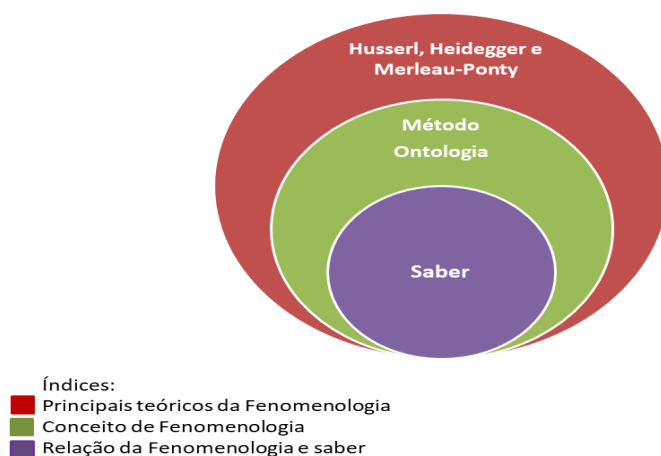 Husserl, Heidegger e
Merleau-Ponty
Método
Ontologia
Saber
Índices:
Principais teóricos da Fenomenologia
Conceito de Fenomenologia
Relação da Fenomenologia e saber